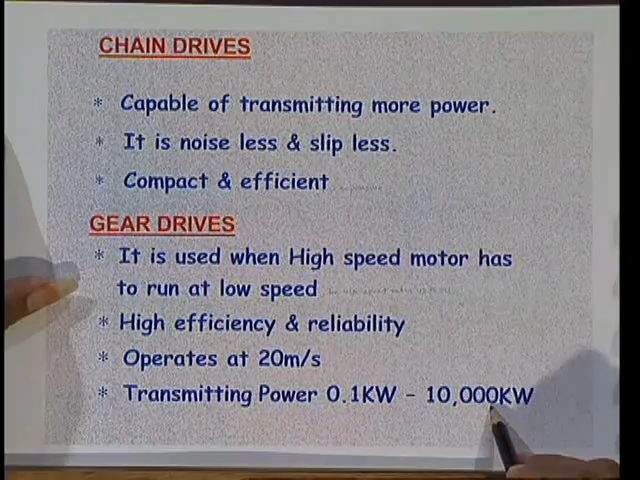 CHAIN DRIVES
* Capable of transmitting more power.
* It is noise less & slip less.
* Compact & efficient
GEAR DRIVES
* It is used when High speed motor has
to run at low speed
* High efficiency & reliability
* Operates at 20m/s
* Transmitting Power 0.1KW - 10,000KW